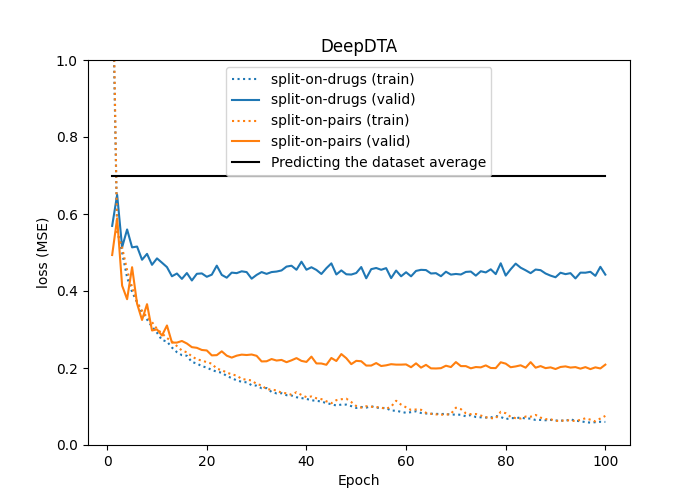 DeepDTA
1.0
0.8
0.6
0.4
0.2
0.0
loss (MSE)
split-on-drugs (train)
split-on-drugs (valid)
split-on-pairs (train)
split-on-pairs (valid)
Predicting the dataset average
0 20 40 60 80 100
Epoch